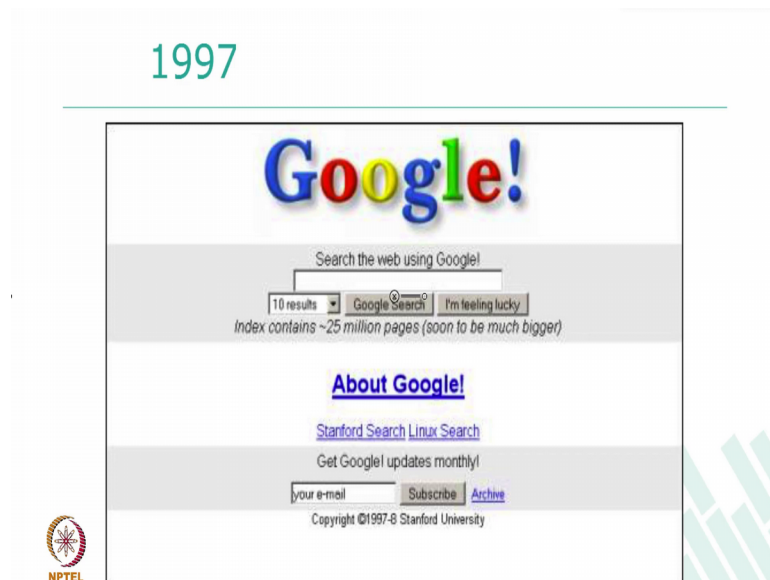 1997
Google!
Search the web using Google!
10 results Google Search I'm feeling lucky
Index contains ~25 million pages (soon to be much bigger)
About Google!
Stanford Search Linux Search
Get Google! updates monthly!
your e-mail Subscribe Archive
Copyright ©1997-8 Stanford University
NPTEL